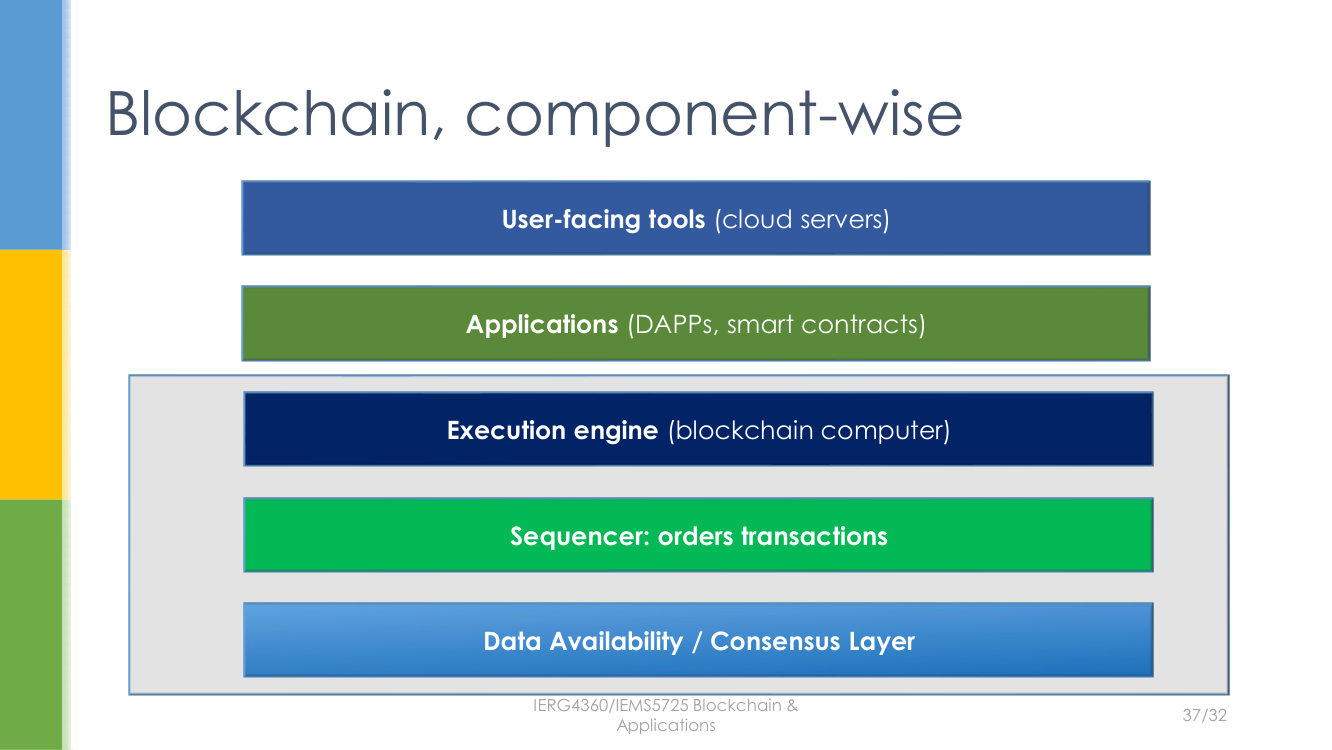 Blockchain, component-wise
User-facing tools (cloud servers)
Applications (DAPPs, smart contracts)
Execution engine (blockchain computer)
Sequencer: orders transactions
Data Availability / Consensus Layer
IERG4360/IEMS5725 Blockchain &
Applications
37/32